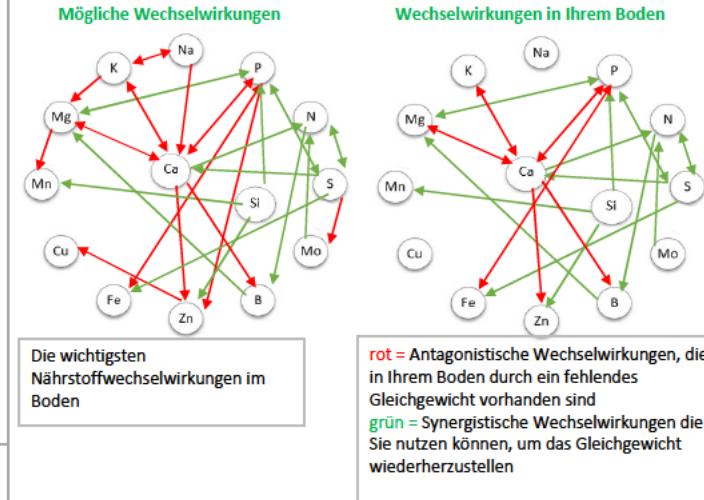 Mögliche Wechselwirkungen
Na
K
P
Mg
N
Ca
Mn
S
Si
Cu
Mo
Fe
B
Zn
Die wichtigsten
Nährstoffwechselwirkungen im
Boden
Wechselwirkungen in Ihrem Boden
Na
K
P
Mg
N
Ca
Mn
S
Si
Cu
Mo
Fe
B
Zn
rot = Antagonistische Wechselwirkungen, die
in Ihrem Boden durch ein fehlendes
Gleichgewicht vorhanden sind
grün = Synergistische Wechselwirkungen die
Sie nutzen können, um das Gleichgewicht
wiederherzustellen